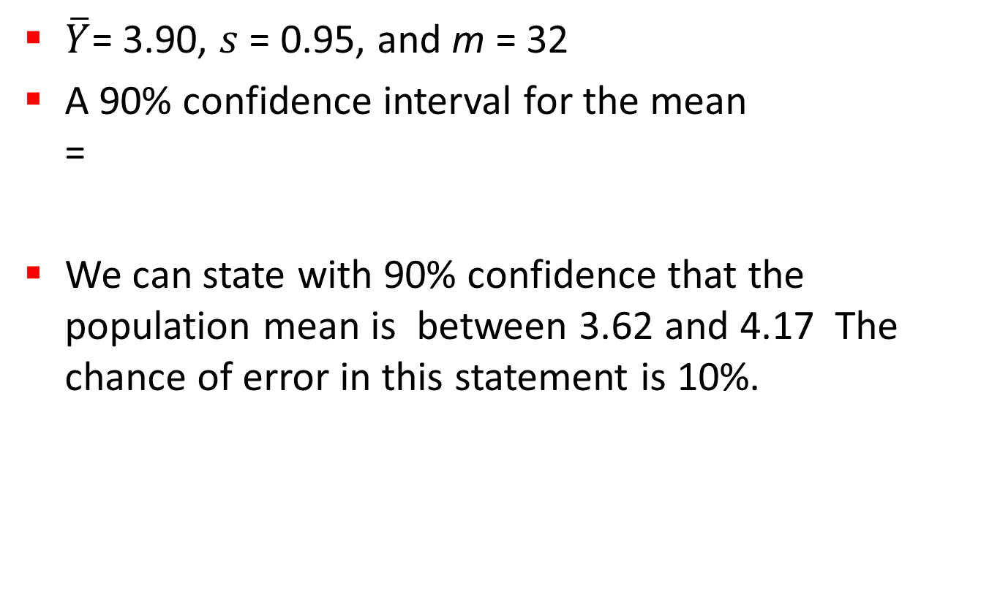 ▪ Ȳ = 3.90, s = 0.95, and m = 32
▪ A 90% confidence interval for the mean
=
▪ We can state with 90% confidence that the
population mean is between 3.62 and 4.17 The
chance of error in this statement is 10%.